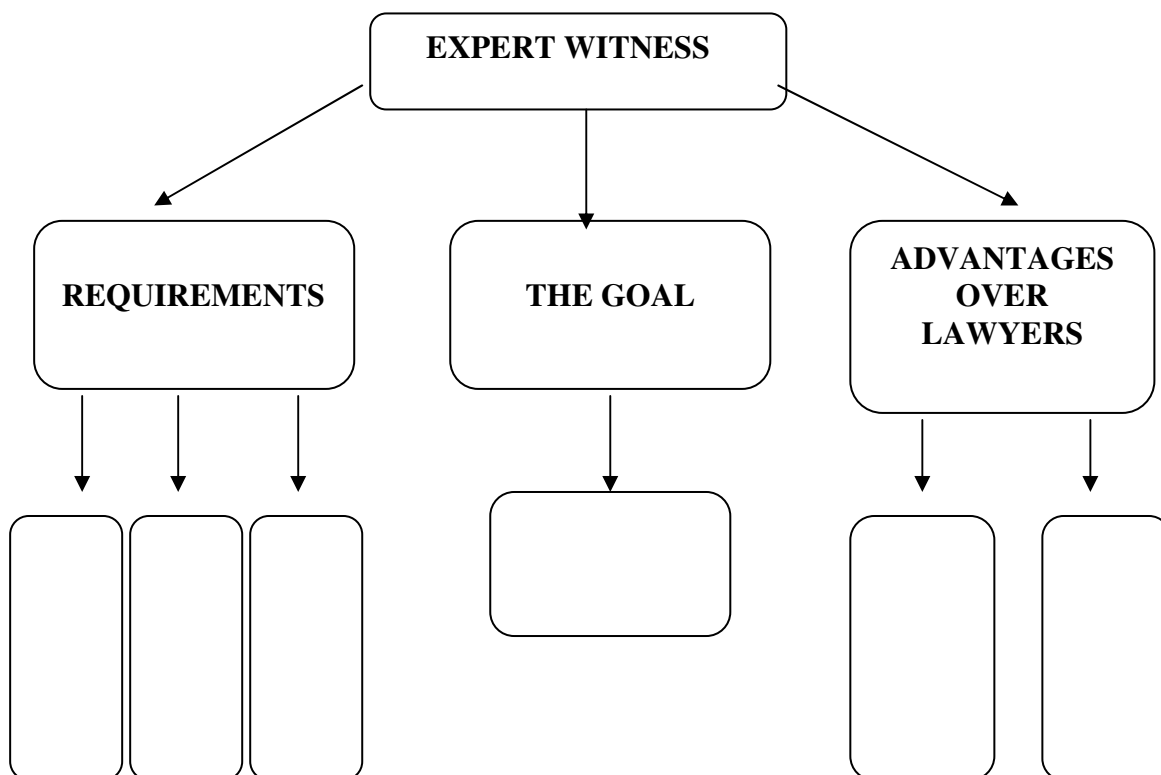 EXPERT WITNESS
REQUIREMENTS
THE GOAL
ADVANTAGES
OVER
LAWYERS